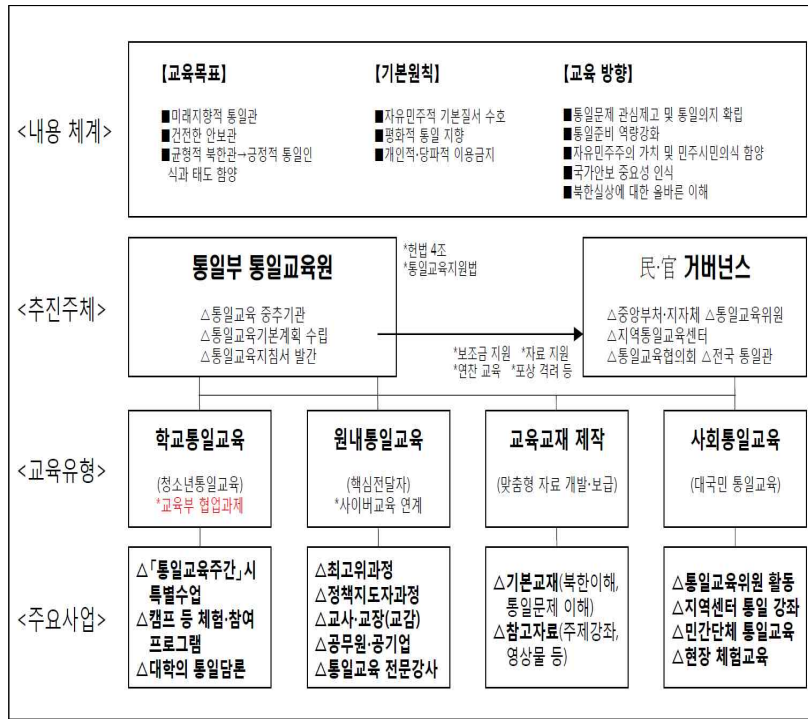 <내용 체계>
【교육목표】
■미래지향적 통일관
■건전한 안보관
■균형적 북한관→긍정적 통일인
식과 태도 함양
【기본원칙】
■자유민주적 기본질서 수호
■평화적 통일 지향
■개인적·당파적 이용금지
【교육 방향】
■통일문제 관심제고 및 통일의지 확립
■통일준비 역량강화
■자유민주주의 가치 및 민주시민의식 함양
■국가안보 중요성 인식
■북한실상에 대한 올바른 이해
<추진주체>
통일부 통일교육원
△통일교육 중추기관
△통일교육기본계획 수립
△통일교육지침서 발간
*헌법 4조
*통일교육지원법
*보조금 지원 *자료 지원
*연찬 교육 *포상 격려 등
民·官 거버넌스
△중앙부처·지자체 △통일교육위원
△지역통일교육센터
△통일교육협의회 △전국 통일관
<교육유형>
학교통일교육
(청소년통일교육)
*교육부 협업과제
원내통일교육
(핵심전달자)
*사이버교육 연계
교육교재 제작
(맞춤형 자료 개발·보급)
사회통일교육
(대국민 통일교육)
<주요사업>
△「통일교육주간」시
특별수업
△캠프 등 체험·참여
프로그램
△대학의 통일담론
△최고위과정
△정책지도자과정
△교사·교장(교감)
△공무원·공기업
△통일교육 전문강사
△기본교재(북한이해,
통일문제 이해)
△참고자료(주제강좌,
영상물 등)
△통일교육위원 활동
△지역센터 통일 강좌
△민간단체 통일교육
△현장 체험교육